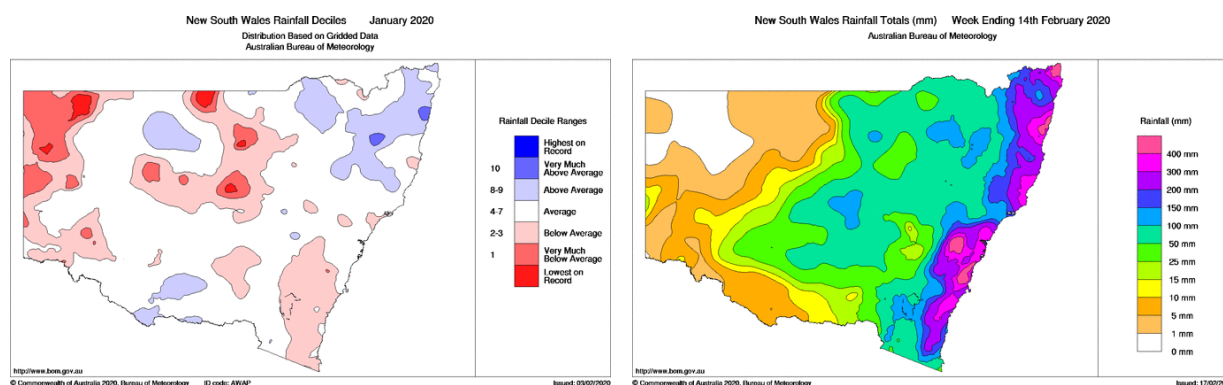 New South Wales Rainfall Deciles January 2020
Distribution Based on Gridded Data
Australian Bureau of Meteorology
Rainfall Decile Ranges
Highest on
Record
10 Very Much
Above Average
8-9 Above Average
4-7 Average
2-3 Below Average
1 Very Much
Below Average
Lowest on
Record
http://www.bom.gov.au
© Commonwealth of Australia 2020, Bureau of Meteorology ID code: AWAP Issued: 03/02/2020
New South Wales Rainfall Totals (mm) Week Ending 14th February 2020
Australian Bureau of Meteorology
Rainfall (mm)
400 mm
300 mm
200 mm
150 mm
100 mm
50 mm
25 mm
15 mm
10 mm
5 mm
1 mm
0 mm
http://www.bom.gov.au
© Commonwealth of Australia 2020, Bureau of Meteorology Issued: 17/02/20